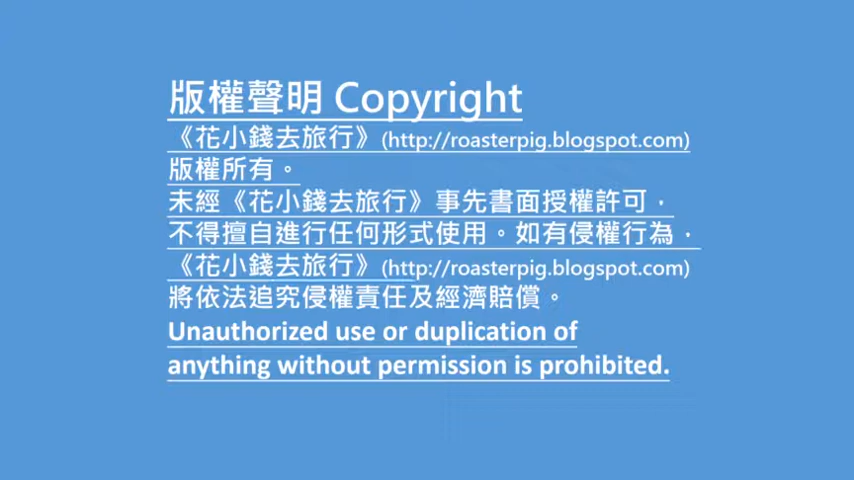 版權聲明 Copyright
《花小錢去旅行》(http://roasterpig.blogspot.com)
版權所有。
未經《花小錢去旅行》事先書面授權許可，
不得擅自進行任何形式使用。如有侵權行為，
《花小錢去旅行》(http://roasterpig.blogspot.com)
將依法追究侵權責任及經濟賠償。
Unauthorized use or duplication of
anything without permission is prohibited.